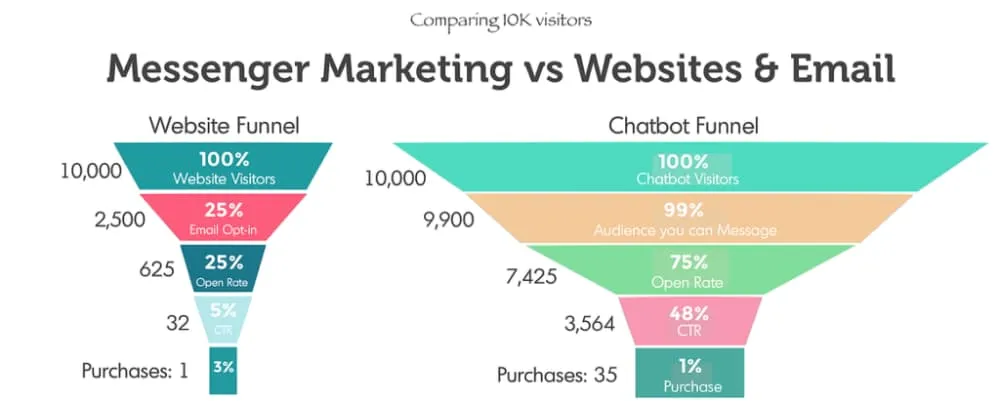 Comparing 10K visitors
Messenger Marketing vs Websites & Email
Website Funnel
10,000
100%
Website Visitors
2,500
25%
Email Opt-in
625
25%
Open Rate
32
5%
CTR
Purchases: 1
3%
Chatbot Funnel
10,000
100%
Chatbot Visitors
9,900
99%
Audience you can Message
7,425
75%
Open Rate
3,564
48%
CTR
Purchases: 35
1%
Purchase